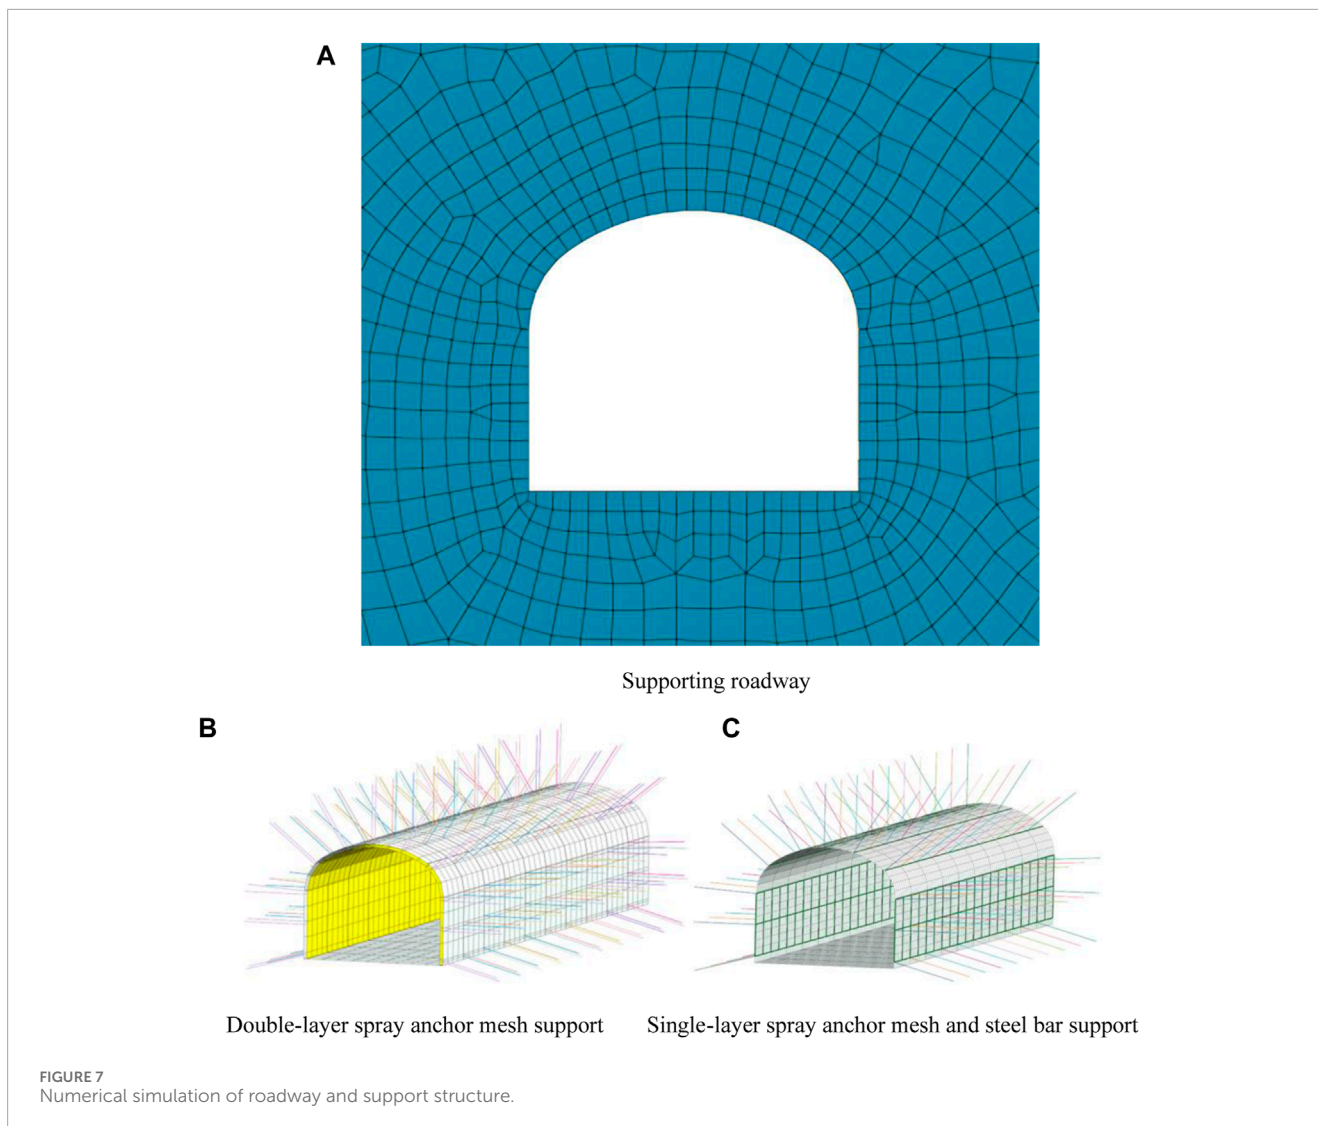 A
Supporting roadway
B
C
Double-layer spray anchor mesh support
Single-layer spray anchor mesh and steel bar support
FIGURE 7
Numerical simulation of roadway and support structure.